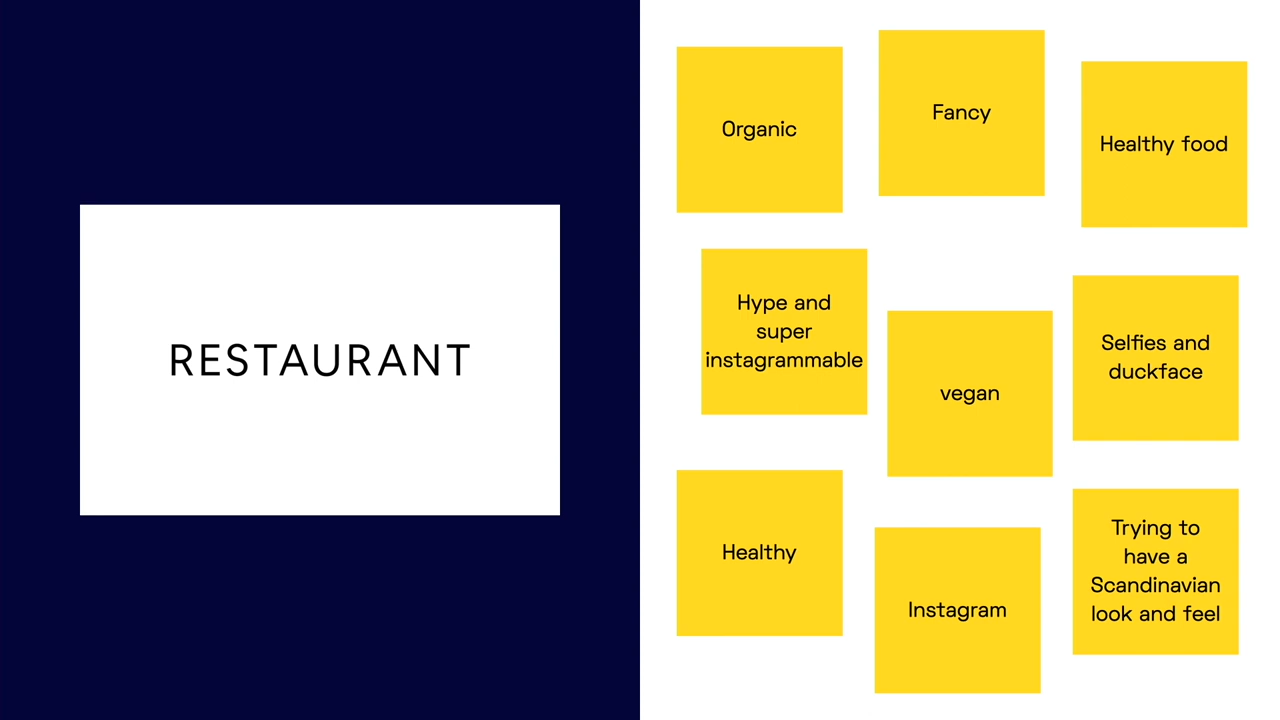 RESTAURANT
Organic
Fancy
Healthy food
Hype and
super
instagrammable
vegan
Selfies and
duckface
Healthy
Instagram
Trying to
have a
Scandinavian
look and feel